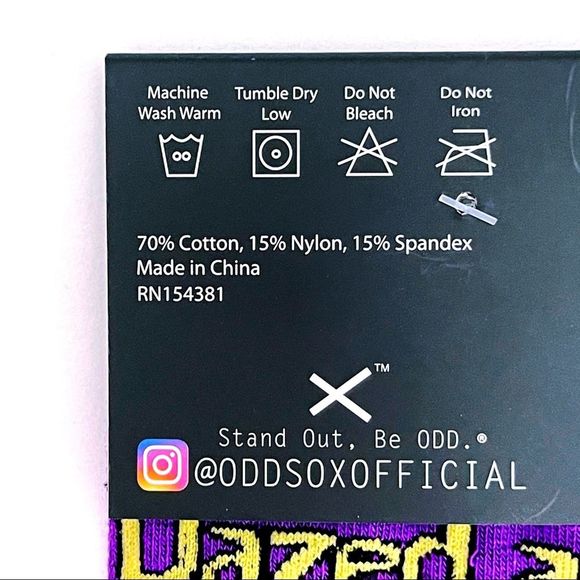 Machine
Wash Warm
Tumble Dry
Low
Do Not
Bleach
Do Not
Iron
70% Cotton, 15% Nylon, 15% Spandex
Made in China
RN154381
™
Stand Out, Be ODD.®
@ODDSOXOFFICIAL
Dazed